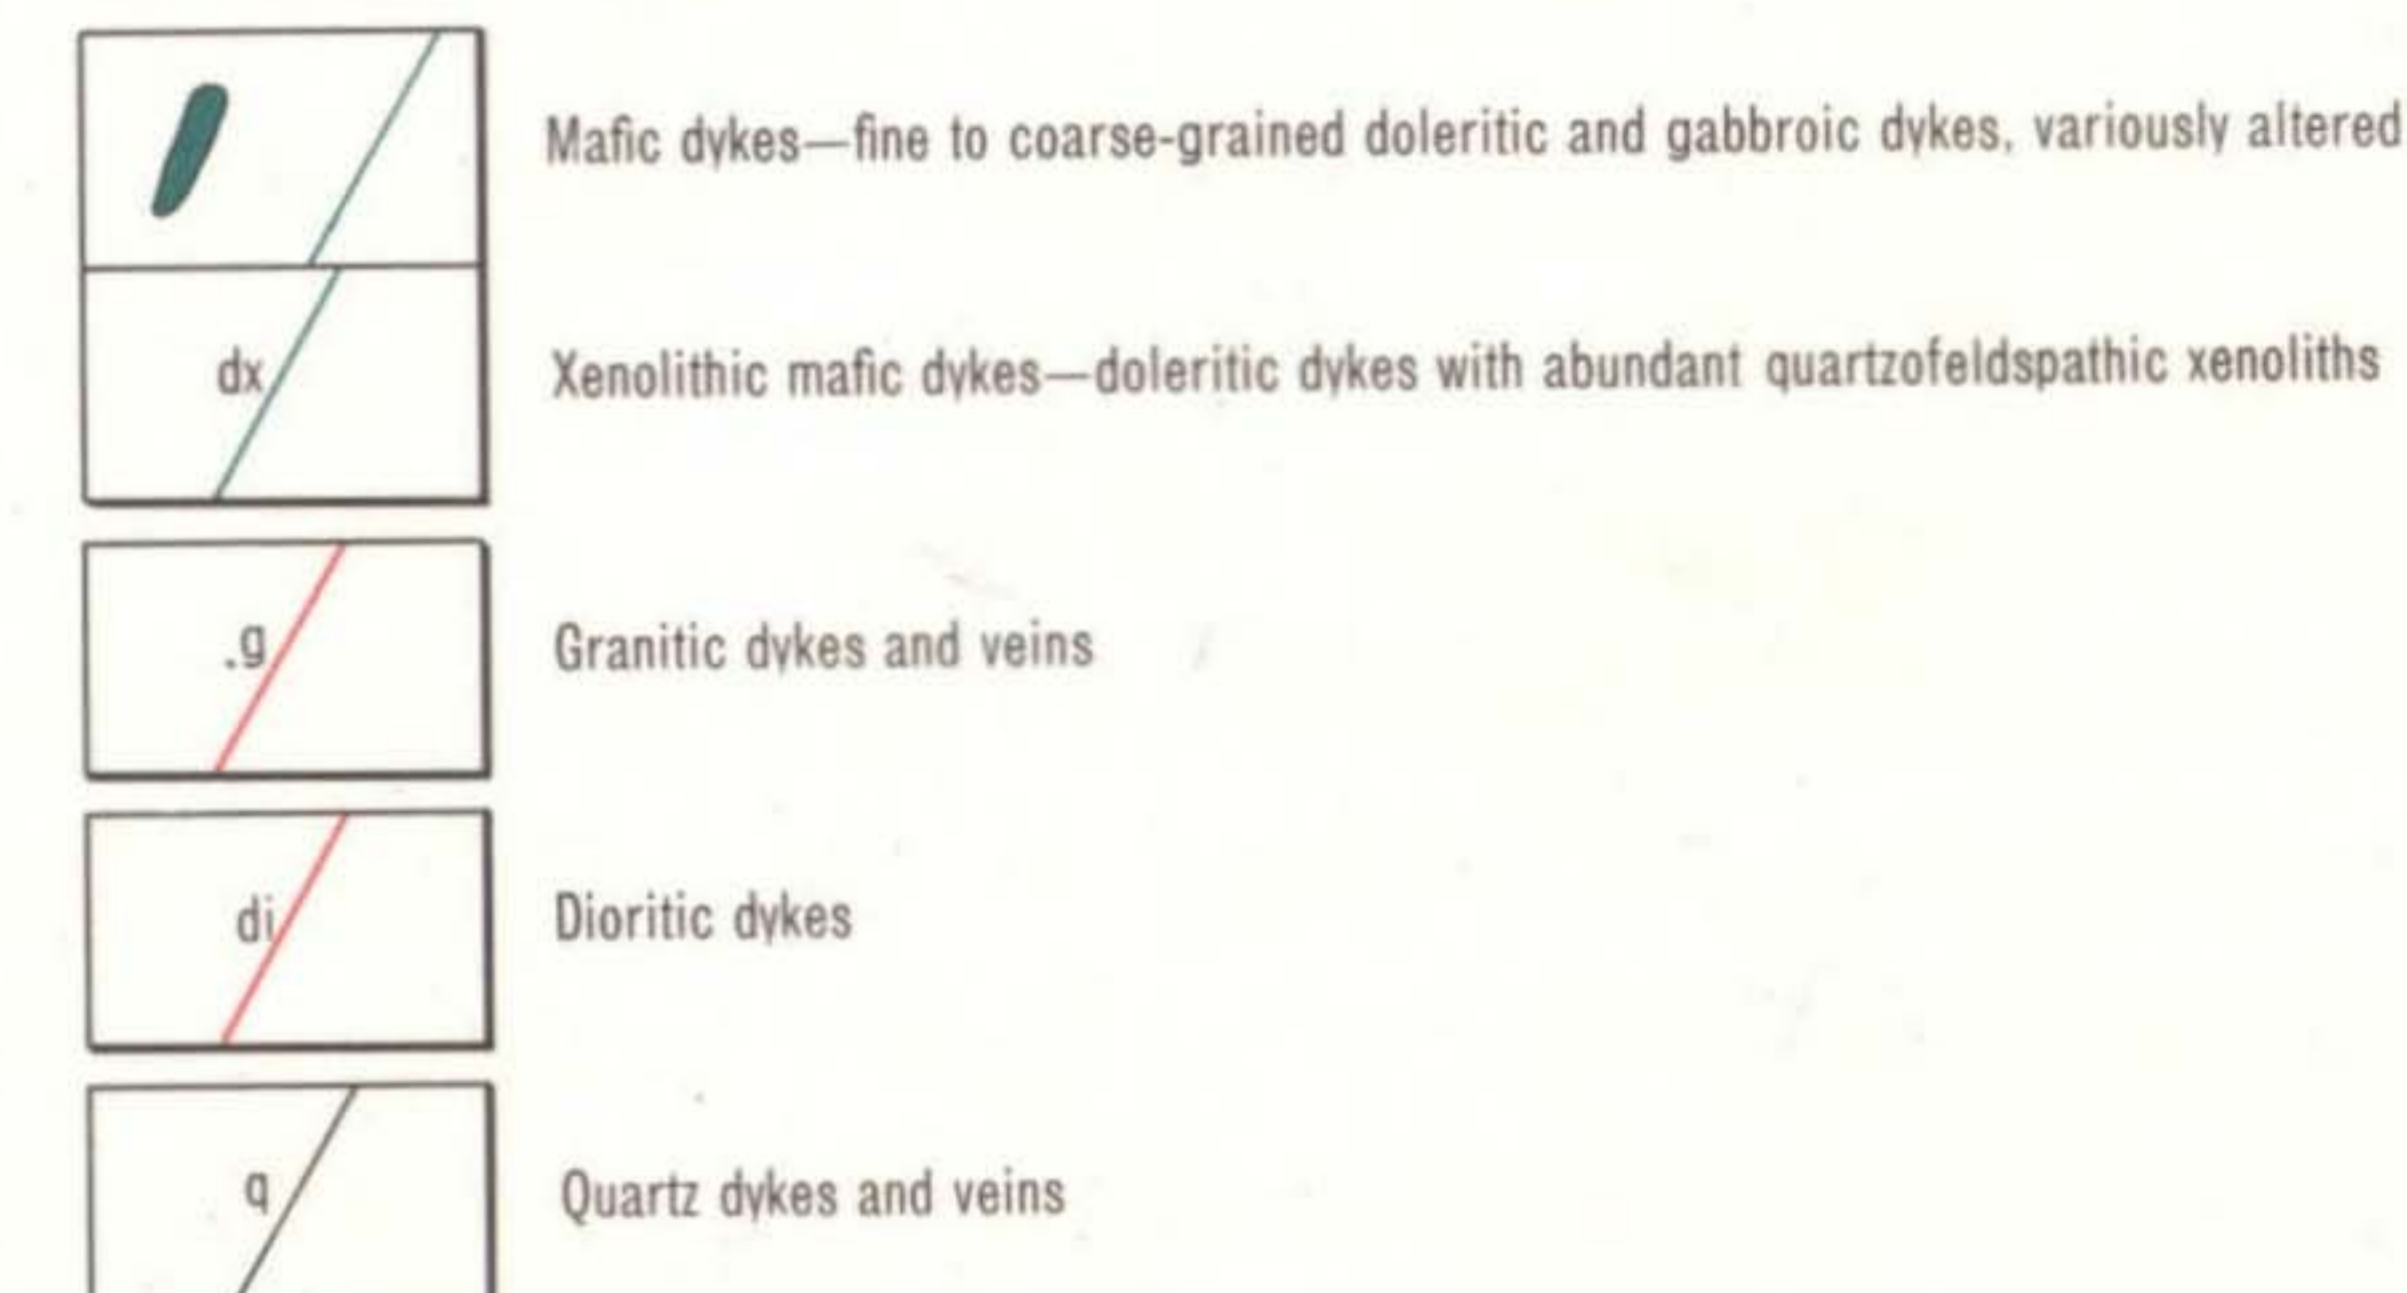 Mafic dykes—fine to coarse-grained doleritic and gabbroic dykes, variously altered
dx
Xenolithic mafic dykes—doleritic dykes with abundant quartzofeldspathic xenoliths
.g
Granitic dykes and veins
di
Dioritic dykes
q
Quartz dykes and veins